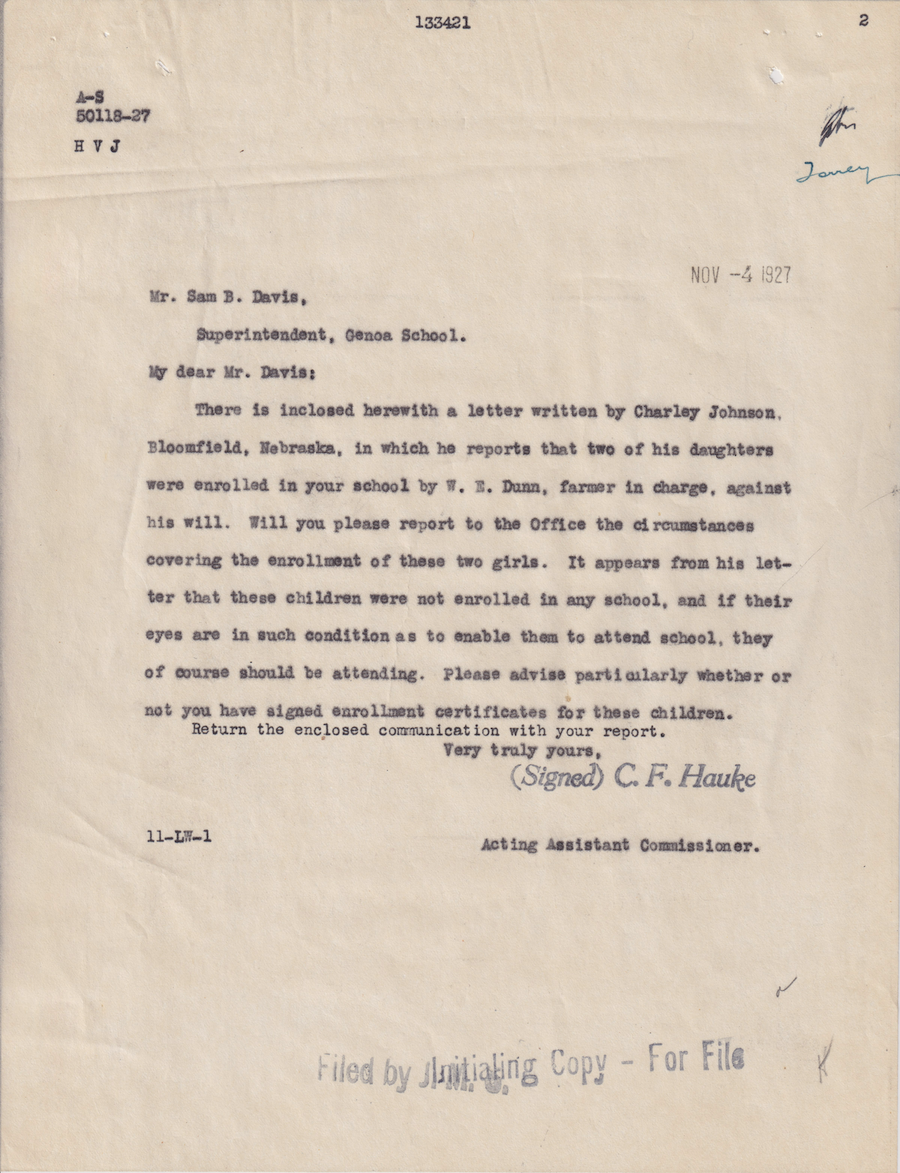 133421
2
A-S
50118-27
H V J
NOV -4 1927
Mr. Sam B. Davis,
Superintendent, Genoa School.
My dear Mr. Davis:
There is inclosed herewith a letter written by Charley Johnson,
Bloomfield, Nebraska, in which he reports that two of his daughters
were enrolled in your school by W. E. Dunn, farmer in charge, against
his will. Will you please report to the Office the circumstances
covering the enrollment of these two girls. It appears from his let-
ter that these children were not enrolled in any school, and if their
eyes are in such condition as to enable them to attend school, they
of course should be attending. Please advise particularly whether or
not you have signed enrollment certificates for these children.
Return the enclosed communication with your report.
Very truly yours,
(Signed) C. F. Hauke
11-LW-1
Acting Assistant Commissioner.
Filed by
Initialing Copy - For File